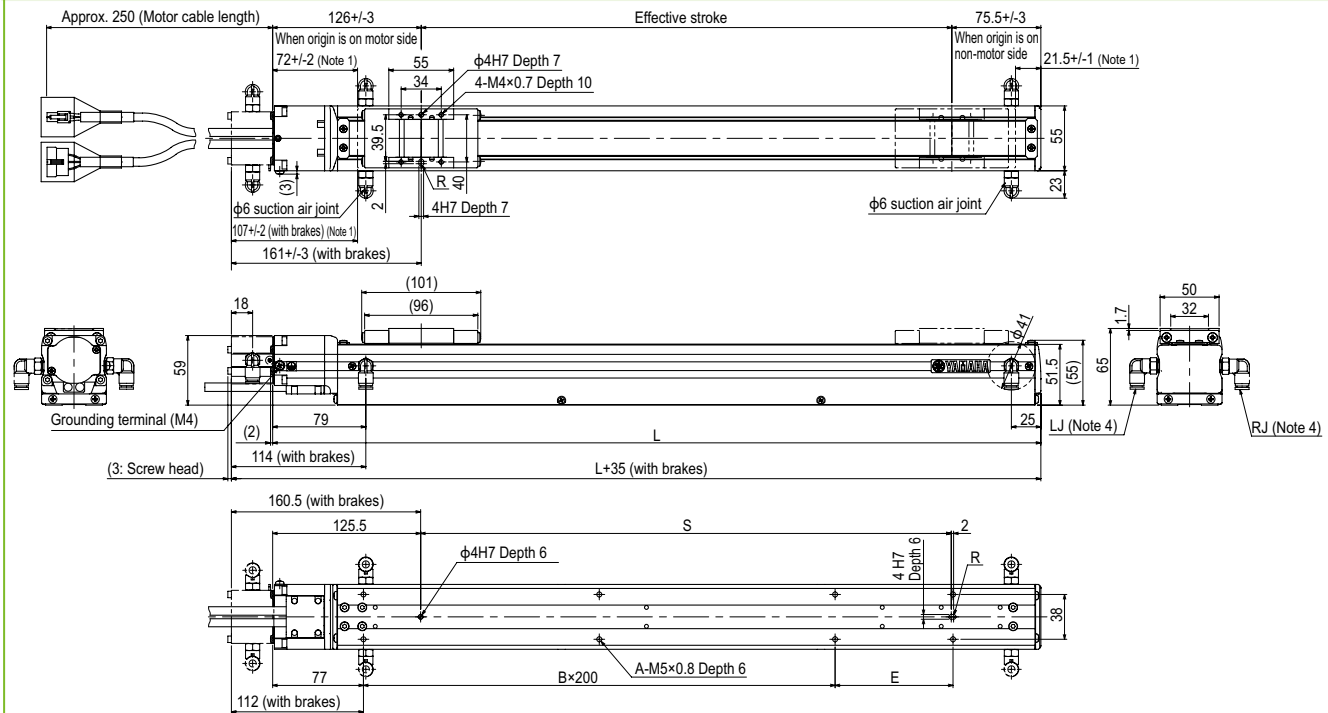 Approx. 250 (Motor cable length)
126+/-3
Effective stroke
75.5+/-3
When origin is on motor side
When origin is on
non-motor side
72+/-2 (Note 1)
55
ϕ4H7 Depth 7
21.5+/-1 (Note 1)
34
4-M4×0.7 Depth 10
39.5
40
55
(3)
R
23
ϕ6 suction air joint
2
4H7 Depth 7
ϕ6 suction air joint
107+/-2 (with brakes) (Note 1)
161+/-3 (with brakes)
(101)
(96)
18
ϕ41
50
32
1.7
59
YAMAHA
51.5
(55)
65
Grounding terminal (M4)
79
25
LJ (Note 4)
RJ (Note 4)
(2)
L
114 (with brakes)
(3: Screw head)
L+35 (with brakes)
160.5 (with brakes)
125.5
S
2
ϕ4H7 Depth 6
4 H7
Depth 6
R
38
A-M5×0.8 Depth 6
77
B×200
E
112 (with brakes)